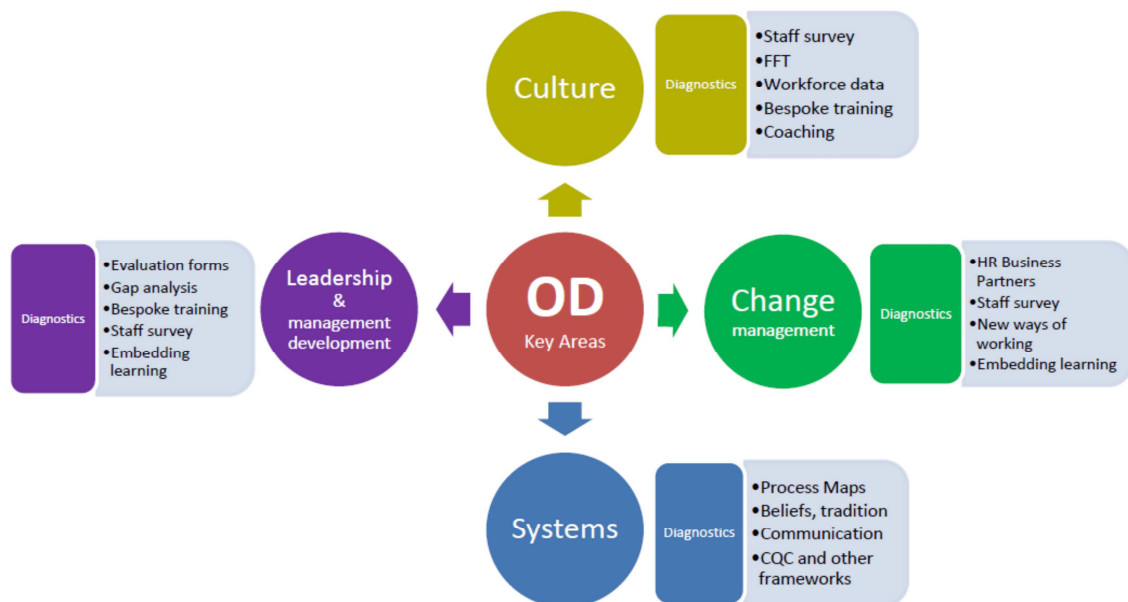 Culture
Diagnostics
•Staff survey
•FFT
•Workforce data
•Bespoke training
•Coaching
Diagnostics
•Evaluation forms
•Gap analysis
•Bespoke training
•Staff survey
•Embedding
learning
Leadership
&
management
development
OD
Key Areas
Change
management
Diagnostics
•HR Business
Partners
•Staff survey
•New ways of
working
•Embedding learning
Systems
Diagnostics
•Process Maps
•Beliefs, tradition
•Communication
•CQC and other
frameworks